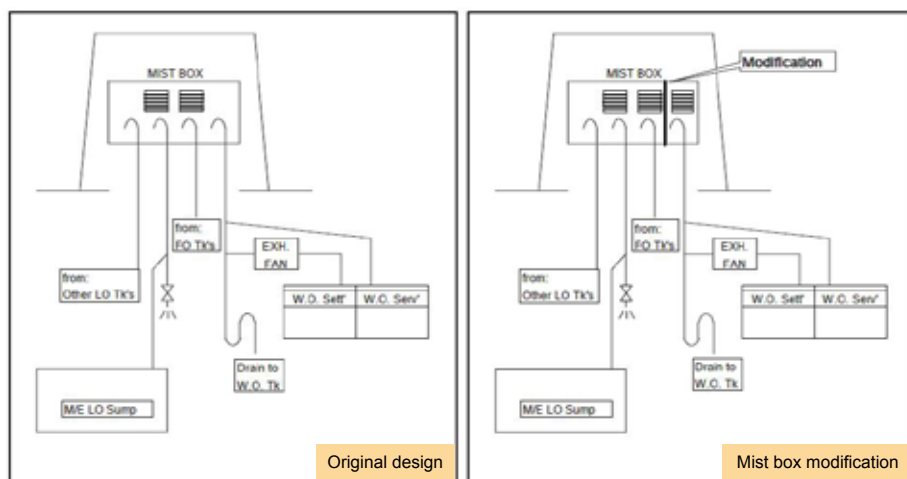 MIST BOX
from:
FO Tk's
EXH.
FAN
from:
Other LO Tk's
W.O. Sett'
W.O. Serv'
Drain to
W.O. Tk
M/E LO Sump
Original design
Modification
MIST BOX
from:
FO Tk's
EXH.
FAN
from:
Other LO Tk's
W.O. Sett'
W.O. Serv'
Drain to
W.O. Tk
M/E LO Sump
Mist box modification